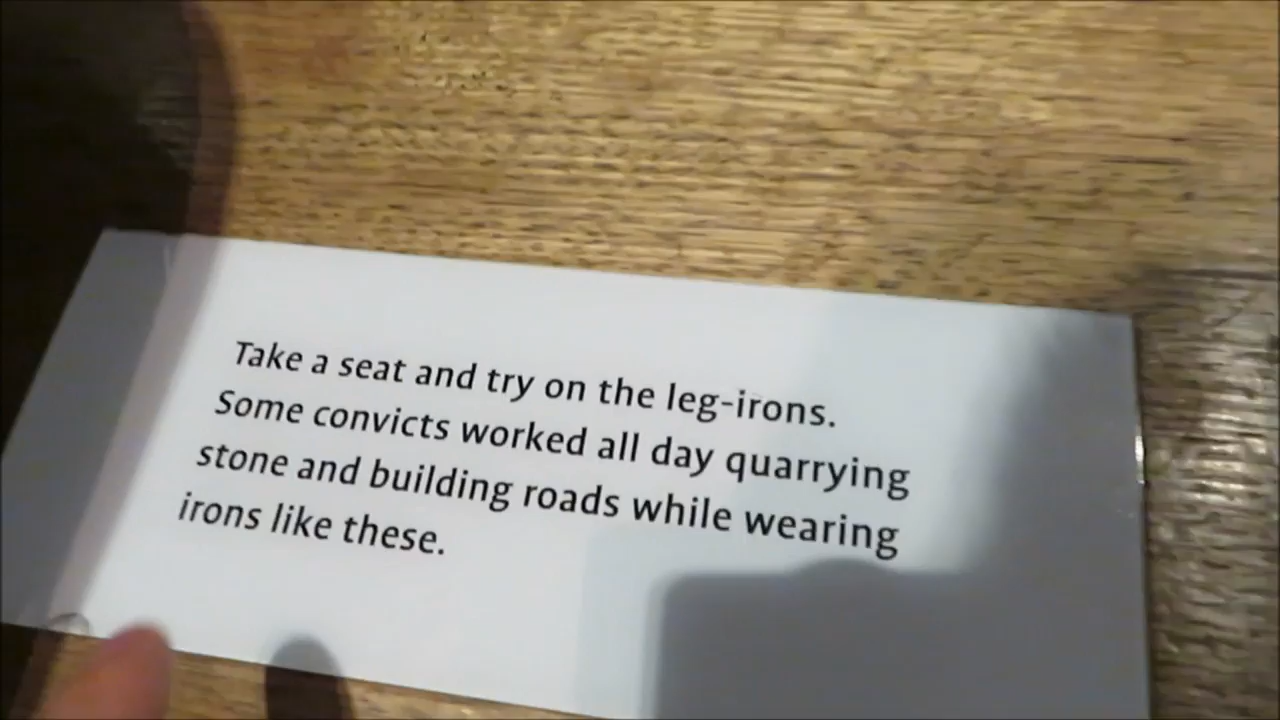 Take a seat and try on the leg-irons.
Some convicts worked all day quarrying
stone and building roads while wearing
irons like these.